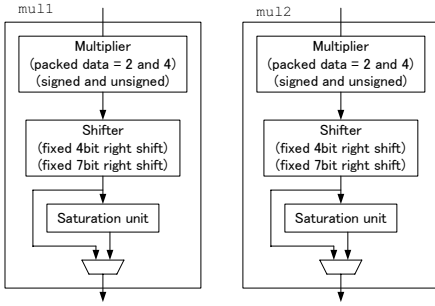 mul1
Multiplier
(packed data = 2 and 4)
(signed and unsigned)
Shifter
(fixed 4bit right shift)
(fixed 7bit right shift)
Saturation unit
mul2
Multiplier
(packed data = 2 and 4)
(signed and unsigned)
Shifter
(fixed 4bit right shift)
(fixed 7bit right shift)
Saturation unit